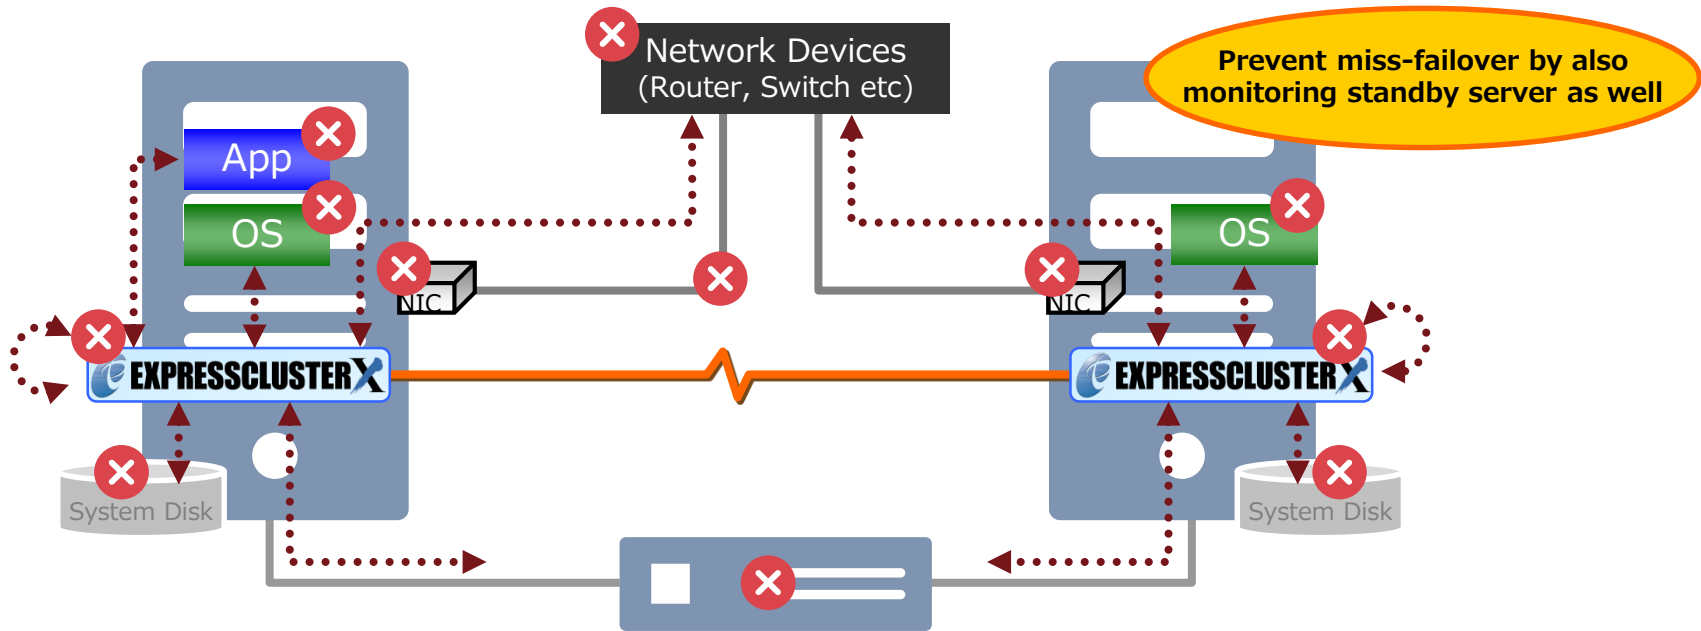 Network Devices
(Router, Switch etc)
Prevent miss-failover by also
monitoring standby server as well
App
OS
OS
NIC
NIC
EXPRESSCLUSTER X
EXPRESSCLUSTER X
System Disk
System Disk